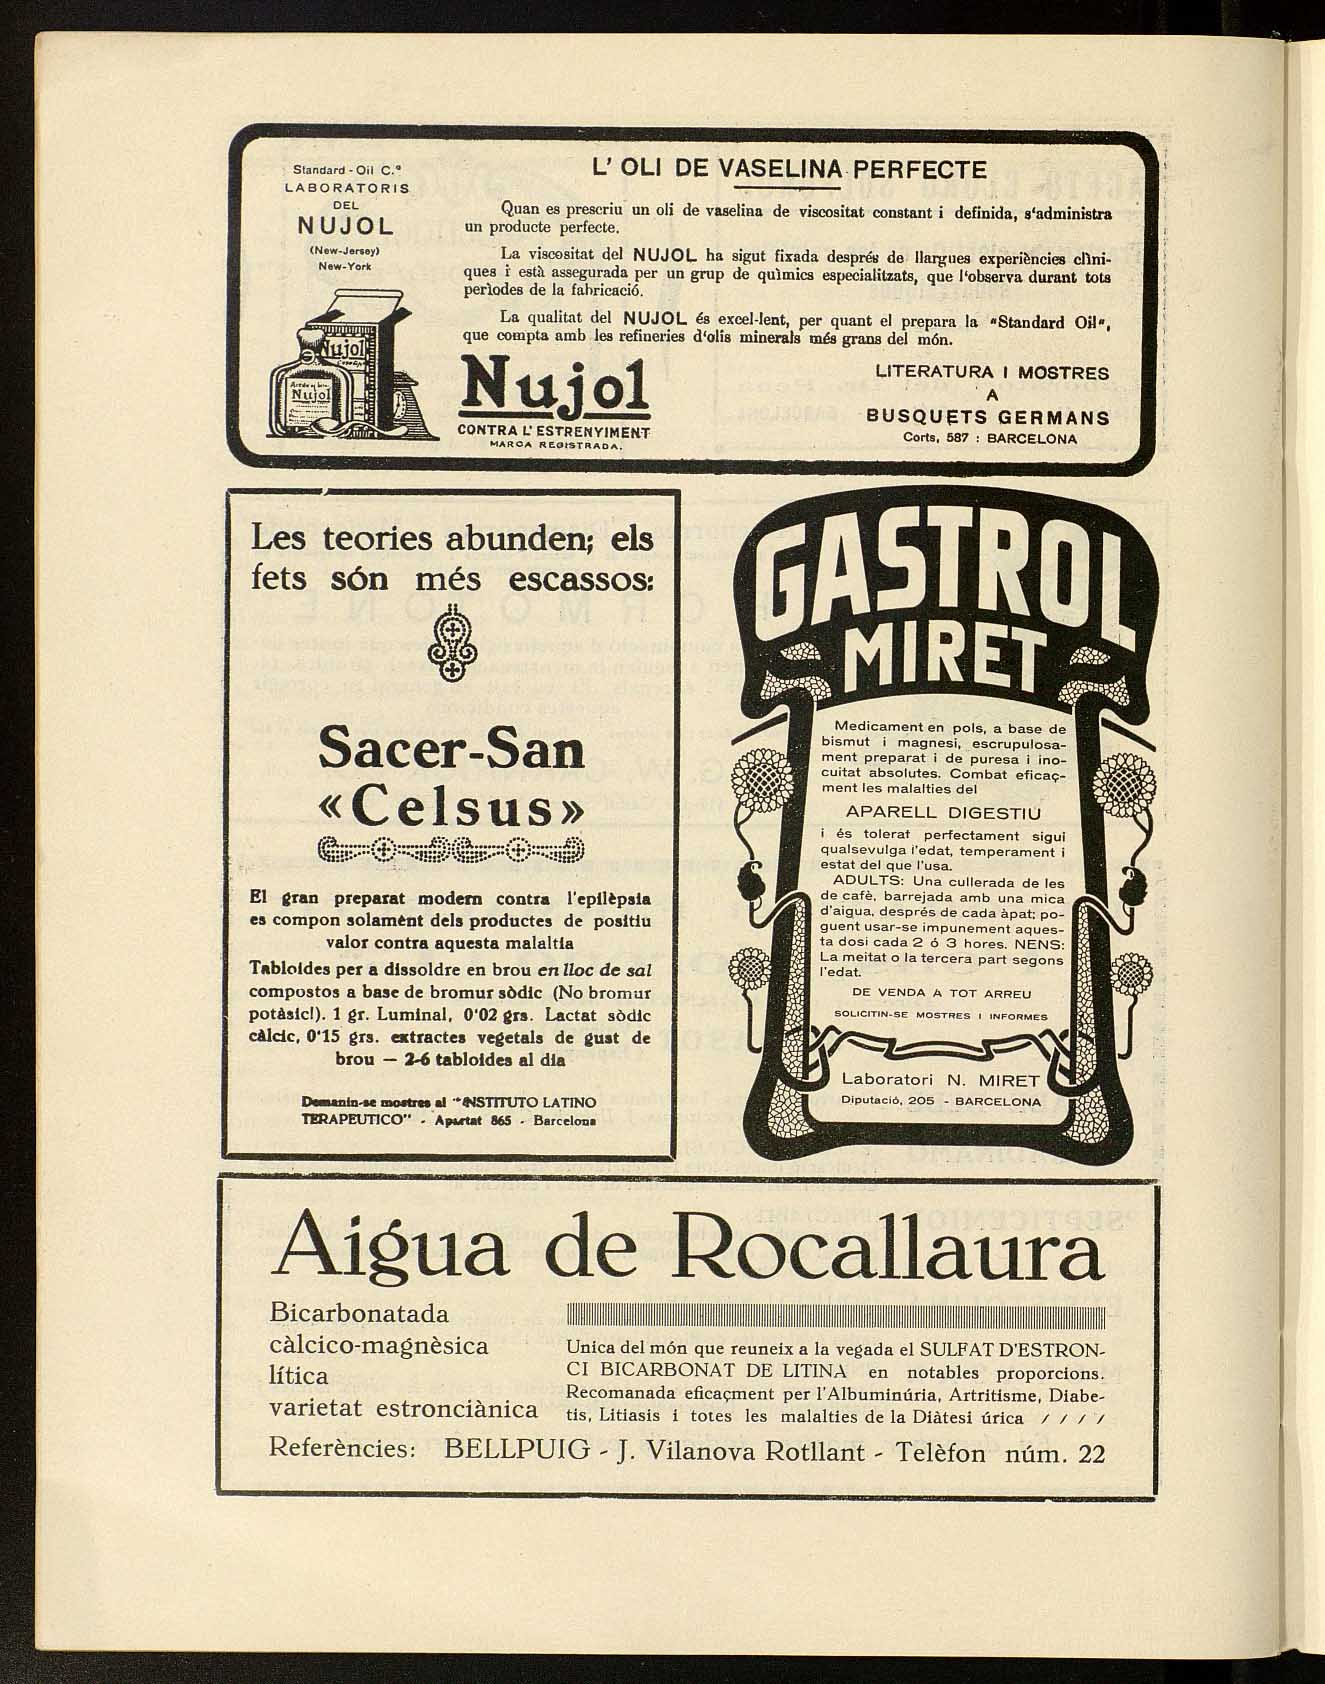 Standard-Oil C.ª
LABORATORIS
DEL
NUJOL
(New-Jersey)
New-York
Nujol
Nujol
L' OLI DE VASELINA PERFECTE
Quan es prescriu un oli de vaselina de viscositat constant i definida, s'administra
un producte perfecte.
La viscositat del NUJOL ha sigut fixada després de llargues experiències clìni-
ques i està assegurada per un grup de químics especialitzats, que l'observa durant tots
perìodes de la fabricació.
La qualitat del NUJOL és excel-lent, per quant el prepara la "Standard Oil",
que compta amb les refineries d'olis minerals més grans del món.
Nujol
CONTRA L' ESTRENYIMENT
MARCA REGISTRADA.
LITERATURA I MOSTRES
A
BUSQUETS GERMANS
Corts, 587 : BARCELONA
Les teories abunden; els
fets són més escassos:
Sacer-San
«Celsus»
El gran preparat modern contra l'epilèpsia
es compon solament dels productes de positiu
valor contra aquesta malaltia
Tabloides per a dissoldre en brou en lloc de sal
compostos a base de bromur sòdic (No bromur
potàsic!). 1 gr. Luminal, 0'02 grs. Lactat sòdic
càlcic, 0'15 grs. extractes vegetals de gust de
brou — 2-6 tabloides al dia
Demanin-se mostres al "INSTITUTO LATINO
TERAPEUTICO" - Apartat 865 - Barcelona
GASTROL
MIRET
Medicament en pols, a base de
bismut i magnesi, escrupulosa-
ment preparat i de puresa i ino-
cuitat absolutes. Combat eficaç-
ment les malalties del
APARELL DIGESTIU
i és tolerat perfectament sigui
qualsevulga l'edat, temperament i
estat del que l'usa.
ADULTS: Una cullerada de les
de cafè, barrejada amb una mica
d'aigua, després de cada àpat; po-
guent usar-se impunement aques-
ta dosi cada 2 ó 3 hores. NENS:
La meitat o la tercera part segons
l'edat.
DE VENDA A TOT ARREU
SOLICITIN-SE MOSTRES I INFORMES
Laboratori N. MIRET
Diputació, 205 - BARCELONA
Aigua de Rocallaura
Bicarbonatada
càlcico-magnèsica
lítica
varietat estronciànica
Unica del món que reuneix a la vegada el SULFAT D'ESTRON-
CI BICARBONAT DE LITINA en notables proporcions.
Recomanada eficaçment per l'Albuminúria, Artritisme, Diabe-
tis, Litiasis i totes les malalties de la Diàtesi úrica / / / /
Referències: BELLPUIG - J. Vilanova Rotllant - Telèfon núm. 22